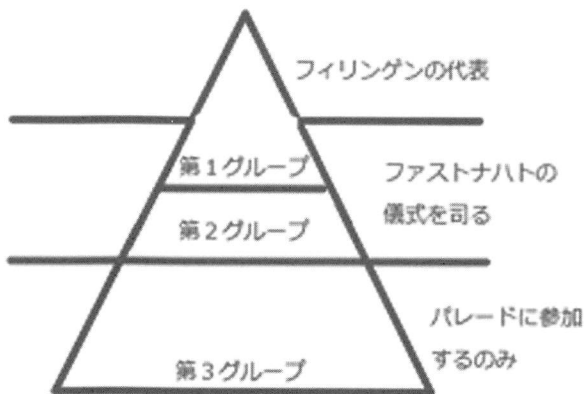 フィリンゲンの代表
第1グループ
ファストナハトの
儀式を司る
第2グループ
パレードに参加
するのみ
第3グループ